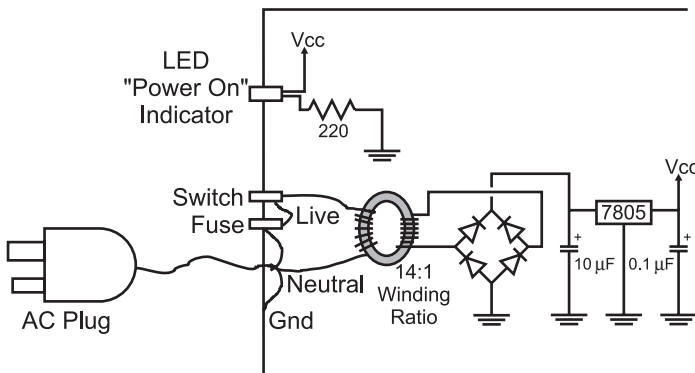 LED
"Power On"
Indicator
Vcc
220
Switch
Fuse
Live
Neutral
Gnd
AC Plug
14:1
Winding
Ratio
Vcc
7805
+
10 µF
+
0.1 µF